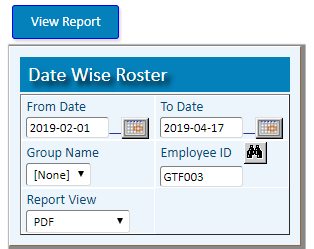 View Report
Date Wise Roster
From Date To Date
2019-02-01 2019-04-17
Group Name Employee ID
[None] GTF003
Report View
PDF